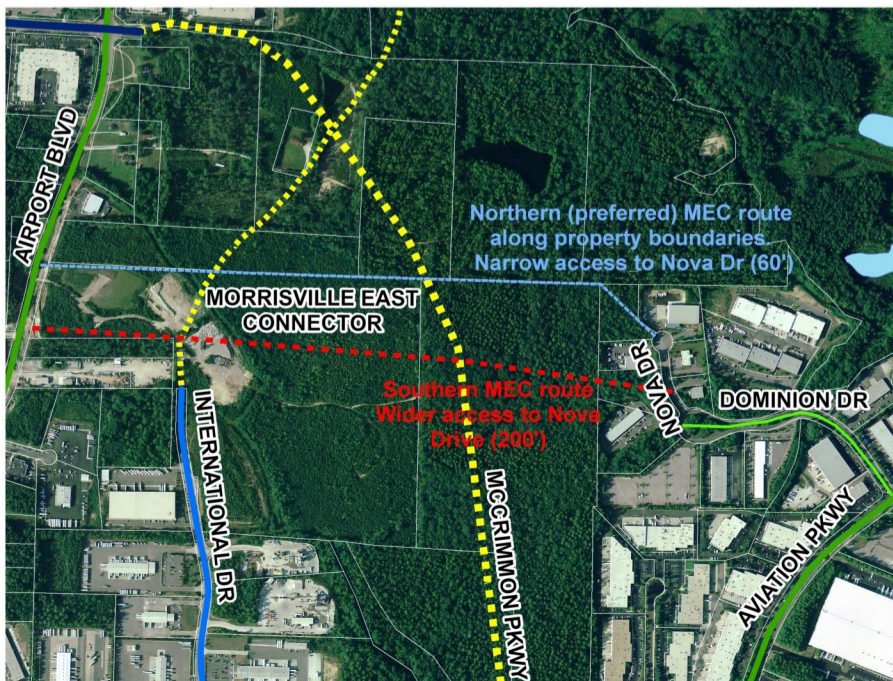 AIRPORT BLVD
Northern (preferred) MEC route
along property boundaries.
Narrow access to Nova Dr (60')
MORRISVILLE EAST
CONNECTOR
Southern MEC route
Wider access to Nova
Drive (200')
NOVA DR
DOMINION DR
INTERNATIONAL DR
MCCRIMMON PKWY
AVIATION PKWY